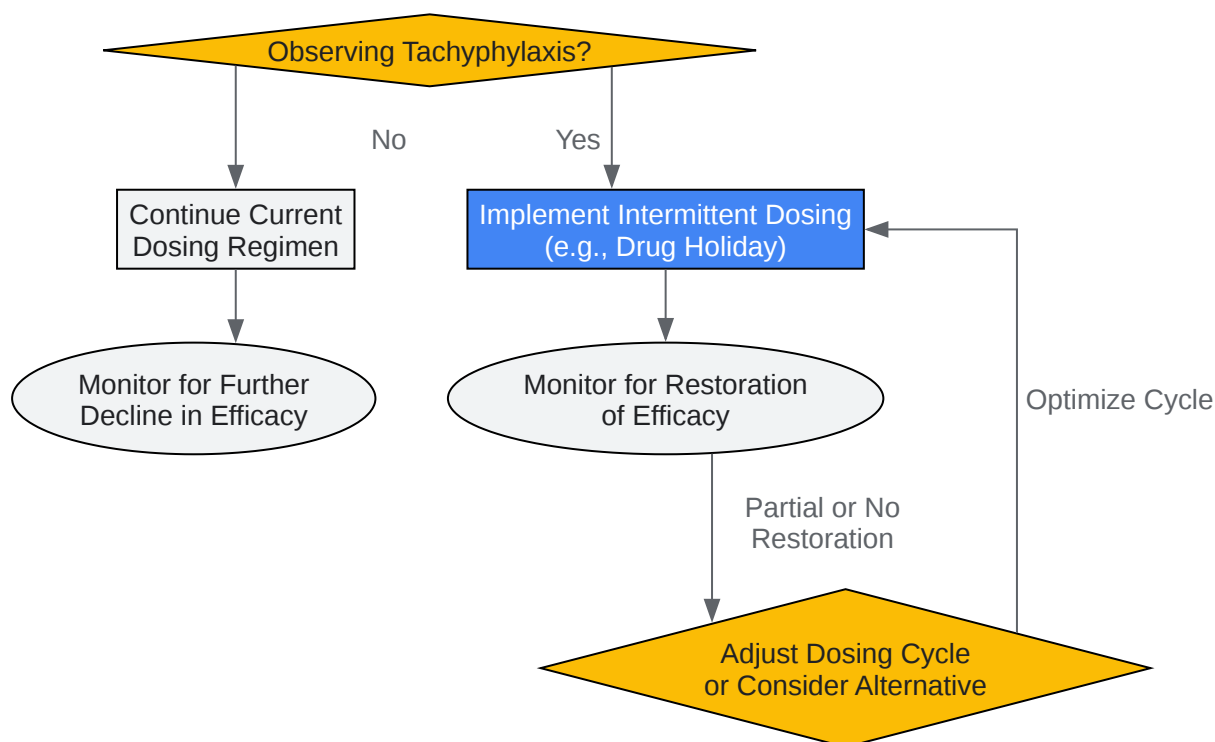 Observing Tachyphylaxis?
No
Yes
Continue Current
Dosing Regimen
Implement Intermittent Dosing
(e.g., Drug Holiday)
Monitor for Further
Decline in Efficacy
Monitor for Restoration
of Efficacy
Optimize Cycle
Partial or No
Restoration
Adjust Dosing Cycle
or Consider Alternative